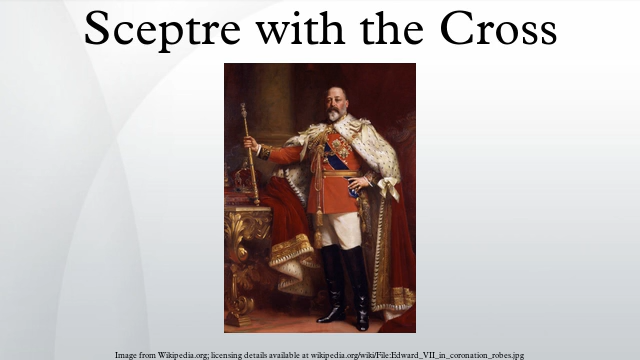 Sceptre with the Cross
Image from Wikipedia.org; licensing details available at wikipedia.org/wiki/File:Edward_VII_in_coronation_robes.jpg